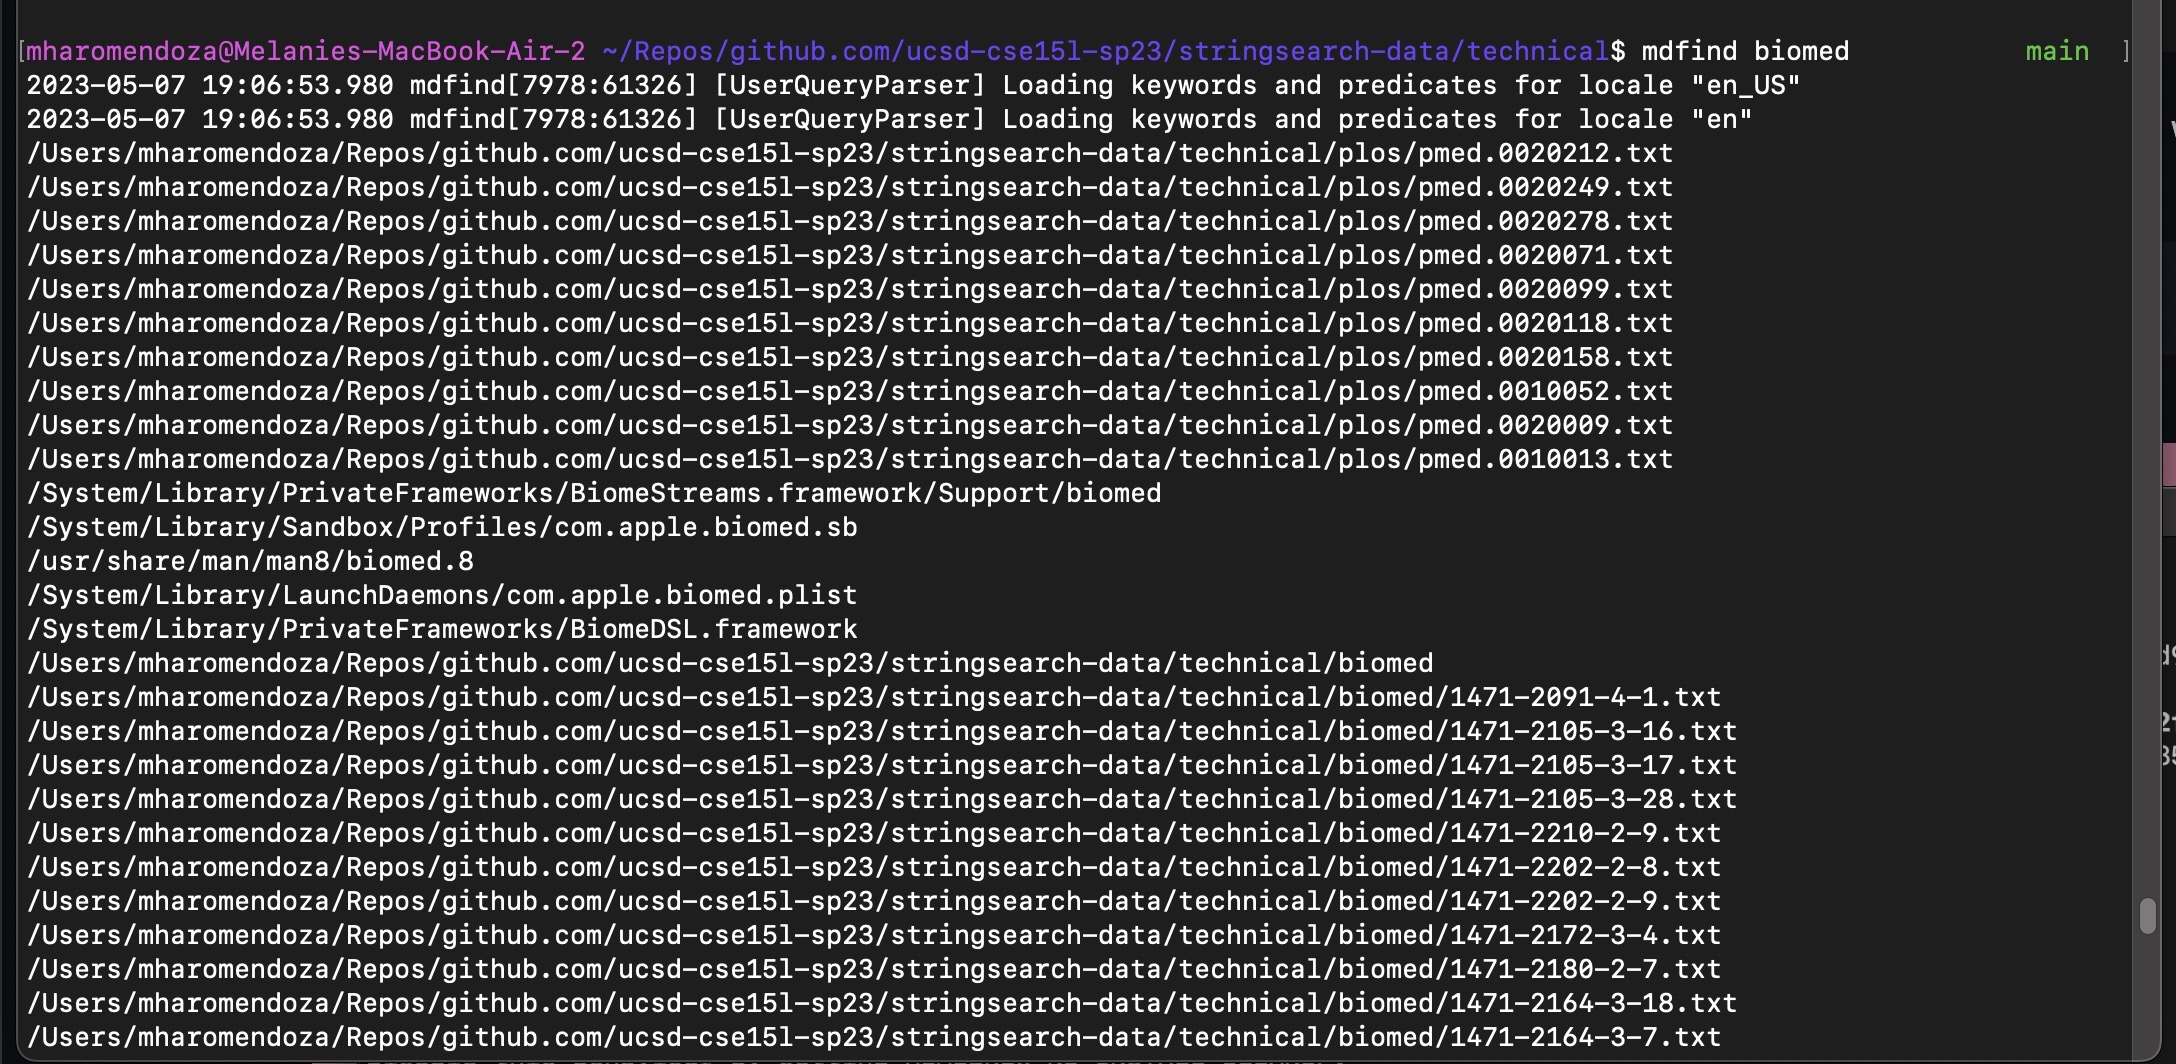 [mharomendoza@Melanies-MacBook-Air-2 ~/Repos/github.com/ucsd-cse15l-sp23/stringsearch-data/technical$ mdfind biomed main ]
2023-05-07 19:06:53.980 mdfind[7978:61326] [UserQueryParser] Loading keywords and predicates for locale "en_US"
2023-05-07 19:06:53.980 mdfind[7978:61326] [UserQueryParser] Loading keywords and predicates for locale "en"
/Users/mharomendoza/Repos/github.com/ucsd-cse15l-sp23/stringsearch-data/technical/plos/pmed.0020212.txt
/Users/mharomendoza/Repos/github.com/ucsd-cse15l-sp23/stringsearch-data/technical/plos/pmed.0020249.txt
/Users/mharomendoza/Repos/github.com/ucsd-cse15l-sp23/stringsearch-data/technical/plos/pmed.0020278.txt
/Users/mharomendoza/Repos/github.com/ucsd-cse15l-sp23/stringsearch-data/technical/plos/pmed.0020071.txt
/Users/mharomendoza/Repos/github.com/ucsd-cse15l-sp23/stringsearch-data/technical/plos/pmed.0020099.txt
/Users/mharomendoza/Repos/github.com/ucsd-cse15l-sp23/stringsearch-data/technical/plos/pmed.0020118.txt
/Users/mharomendoza/Repos/github.com/ucsd-cse15l-sp23/stringsearch-data/technical/plos/pmed.0020158.txt
/Users/mharomendoza/Repos/github.com/ucsd-cse15l-sp23/stringsearch-data/technical/plos/pmed.0010052.txt
/Users/mharomendoza/Repos/github.com/ucsd-cse15l-sp23/stringsearch-data/technical/plos/pmed.0020009.txt
/Users/mharomendoza/Repos/github.com/ucsd-cse15l-sp23/stringsearch-data/technical/plos/pmed.0010013.txt
/System/Library/PrivateFrameworks/BiomeStreams.framework/Support/biomed
/System/Library/Sandbox/Profiles/com.apple.biomed.sb
/usr/share/man/man8/biomed.8
/System/Library/LaunchDaemons/com.apple.biomed.plist
/System/Library/PrivateFrameworks/BiomeDSL.framework
/Users/mharomendoza/Repos/github.com/ucsd-cse15l-sp23/stringsearch-data/technical/biomed
/Users/mharomendoza/Repos/github.com/ucsd-cse15l-sp23/stringsearch-data/technical/biomed/1471-2091-4-1.txt
/Users/mharomendoza/Repos/github.com/ucsd-cse15l-sp23/stringsearch-data/technical/biomed/1471-2105-3-16.txt
/Users/mharomendoza/Repos/github.com/ucsd-cse15l-sp23/stringsearch-data/technical/biomed/1471-2105-3-17.txt
/Users/mharomendoza/Repos/github.com/ucsd-cse15l-sp23/stringsearch-data/technical/biomed/1471-2105-3-28.txt
/Users/mharomendoza/Repos/github.com/ucsd-cse15l-sp23/stringsearch-data/technical/biomed/1471-2210-2-9.txt
/Users/mharomendoza/Repos/github.com/ucsd-cse15l-sp23/stringsearch-data/technical/biomed/1471-2202-2-8.txt
/Users/mharomendoza/Repos/github.com/ucsd-cse15l-sp23/stringsearch-data/technical/biomed/1471-2202-2-9.txt
/Users/mharomendoza/Repos/github.com/ucsd-cse15l-sp23/stringsearch-data/technical/biomed/1471-2172-3-4.txt
/Users/mharomendoza/Repos/github.com/ucsd-cse15l-sp23/stringsearch-data/technical/biomed/1471-2180-2-7.txt
/Users/mharomendoza/Repos/github.com/ucsd-cse15l-sp23/stringsearch-data/technical/biomed/1471-2164-3-18.txt
/Users/mharomendoza/Repos/github.com/ucsd-cse15l-sp23/stringsearch-data/technical/biomed/1471-2164-3-7.txt